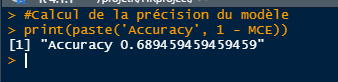 > #Calcul de la précision du modèle
> print(paste('Accuracy', 1 - MCE))
[1] "Accuracy 0.689459459459459"
>